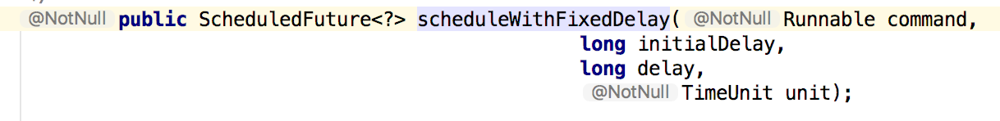 @NotNull public ScheduledFuture<?> scheduleWithFixedDelay( @NotNull Runnable command,
long initialDelay,
long delay,
@NotNull TimeUnit unit);